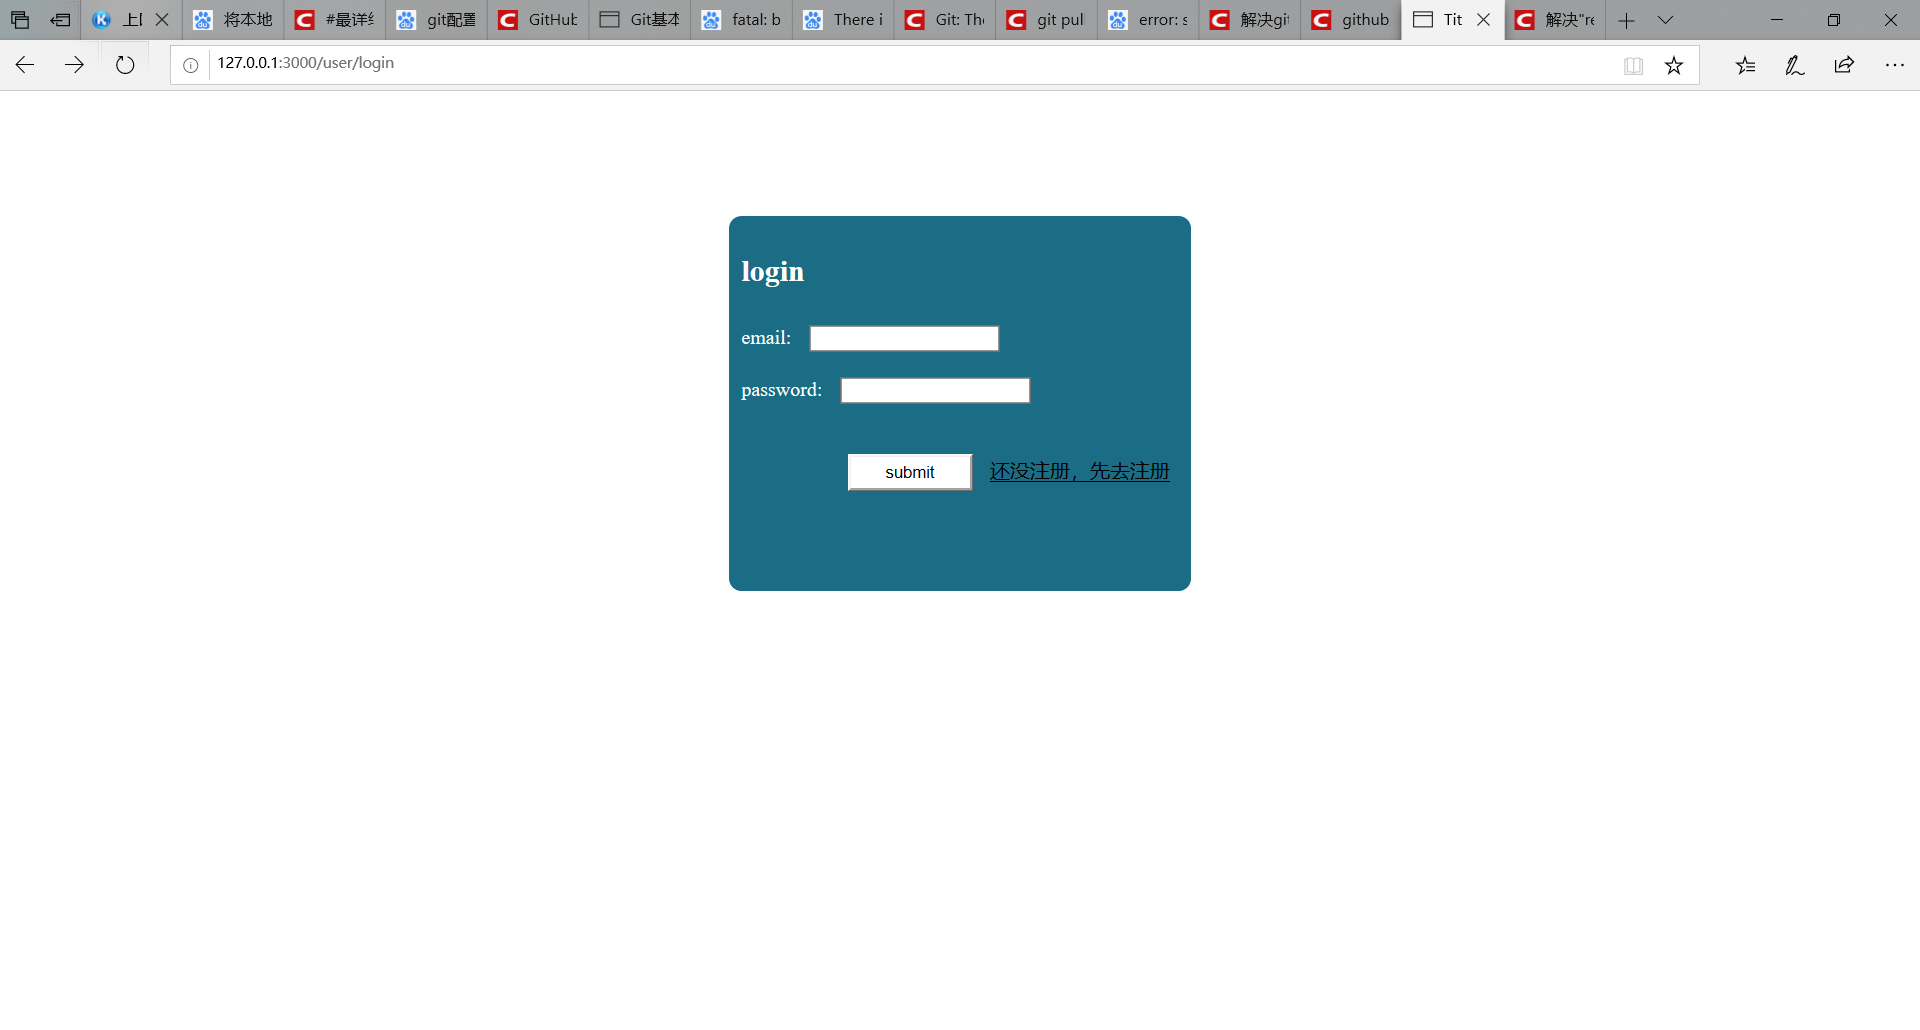 上
将本地
#最详
git配置
GitHub
Git基本
fatal: b
There i
Git: Th
git pul
error: s
解决git
github
Tit
解决"re
127.0.0.1:3000/user/login
login
email:
password:
submit
还没注册，先去注册